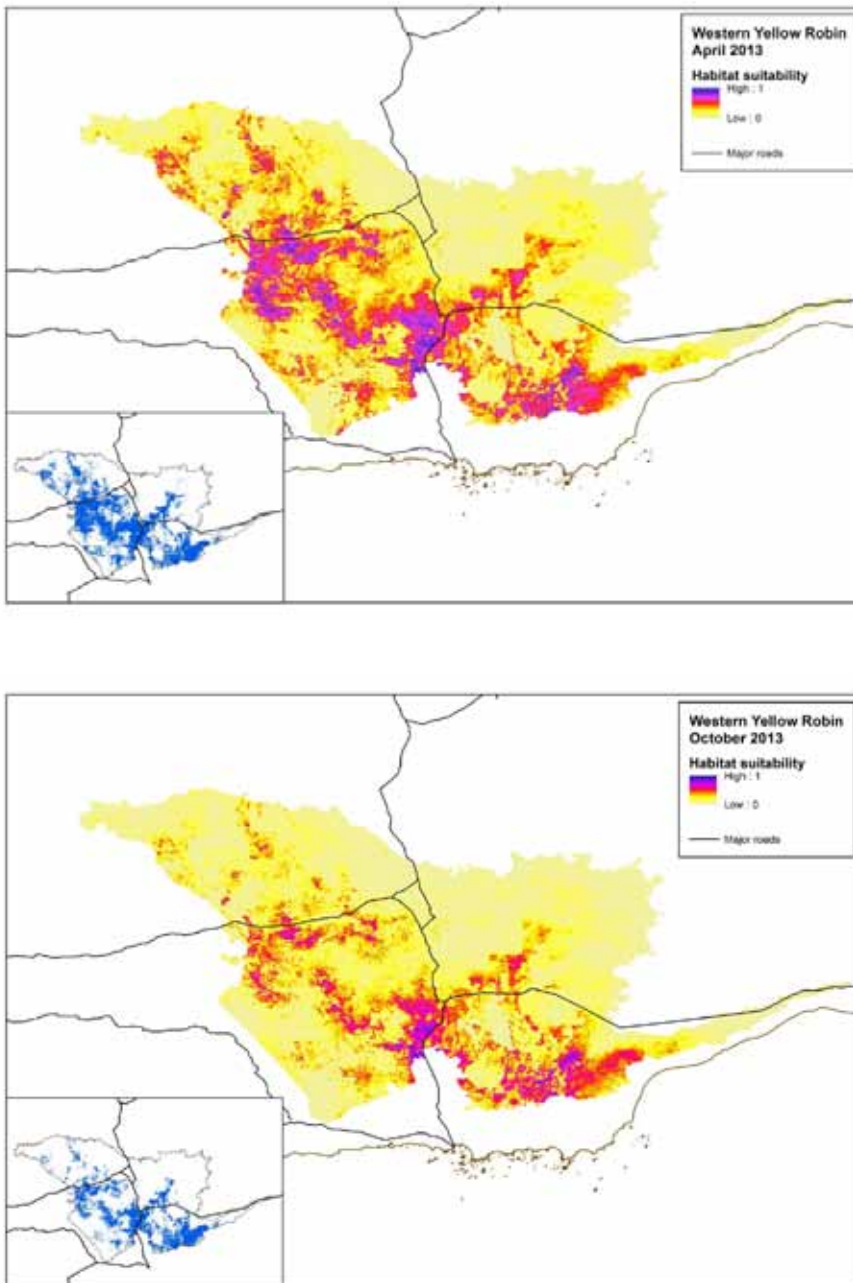 Western Yellow Robin
April 2013
Habitat suitability
High : 1
Low : 0
Major roads
Western Yellow Robin
October 2013
Habitat suitability
High : 1
Low : 0
Major roads